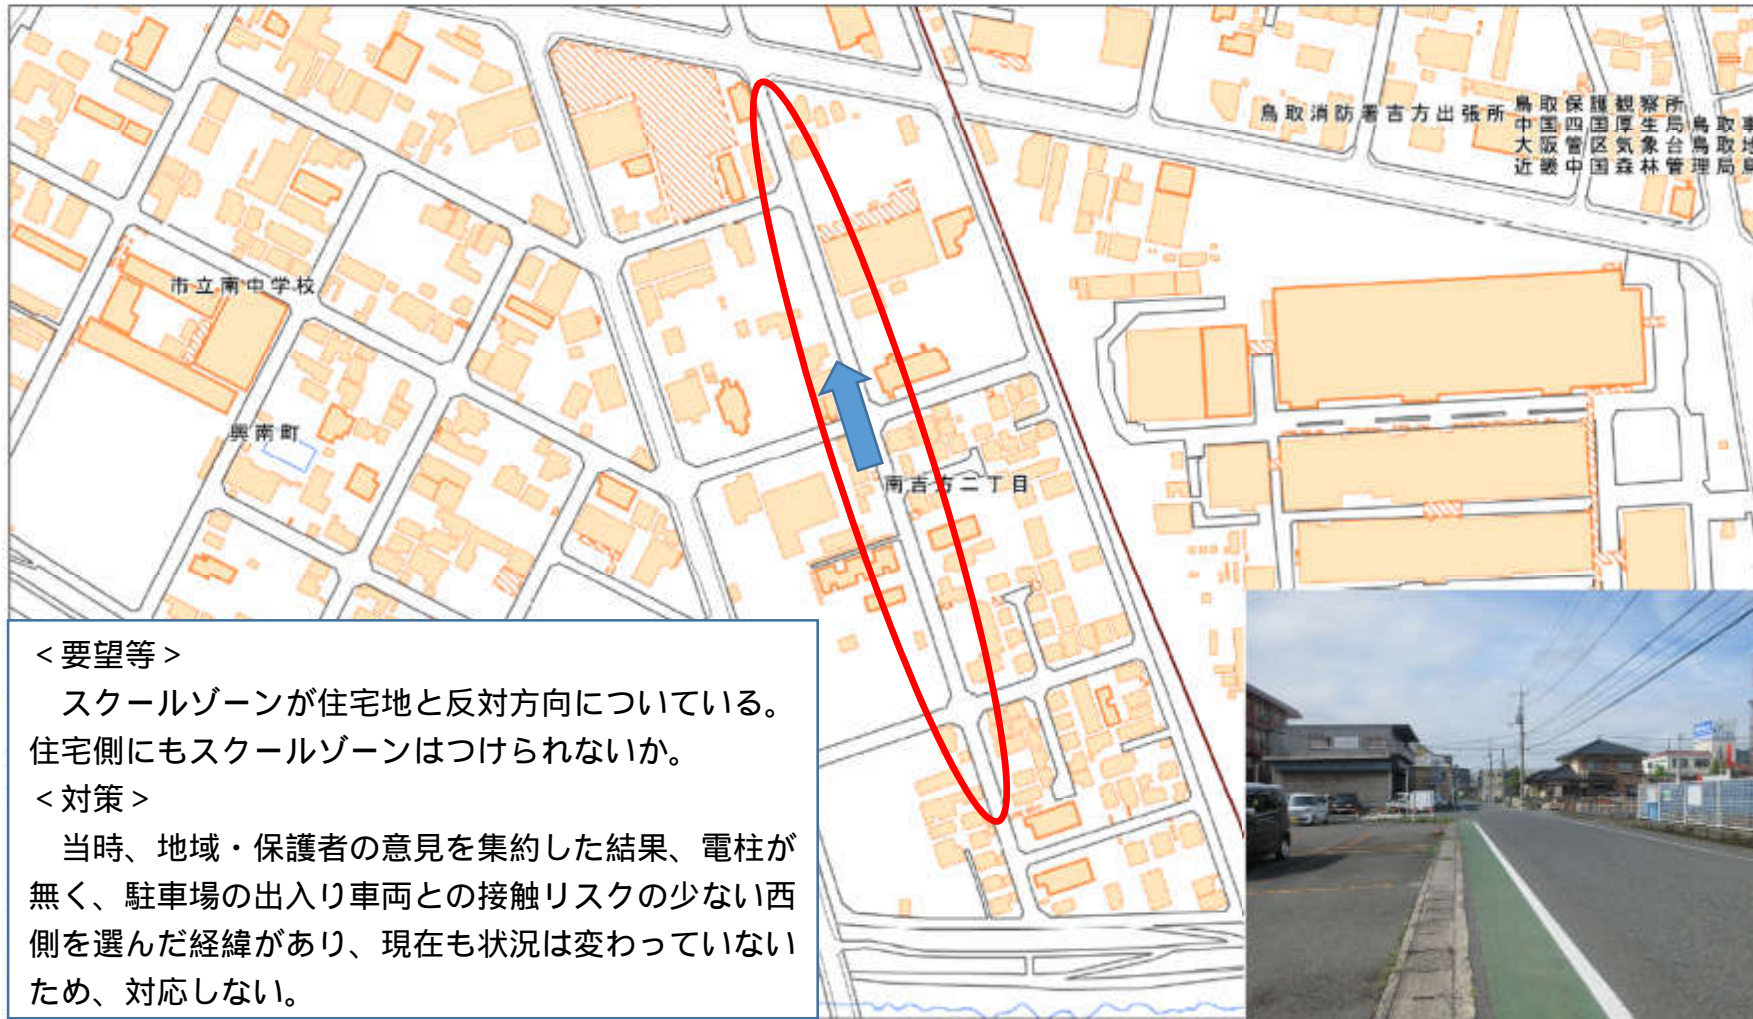 鳥取消防署吉方出張所
鳥取保護観察所
中国四国厚生局鳥取事
大阪管区気象台鳥取地
近畿中国森林管理局鳥
市立南中学校
興南町
南吉方二丁目
<要望等>
スクールゾーンが住宅地と反対方向についている。
住宅側にもスクールゾーンはつけられないか。
<対策>
当時、地域・保護者の意見を集約した結果、電柱が
無く、駐車場の出入り車両との接触リスクの少ない西
側を選んだ経緯があり、現在も状況は変わっていない
ため、対応しない。